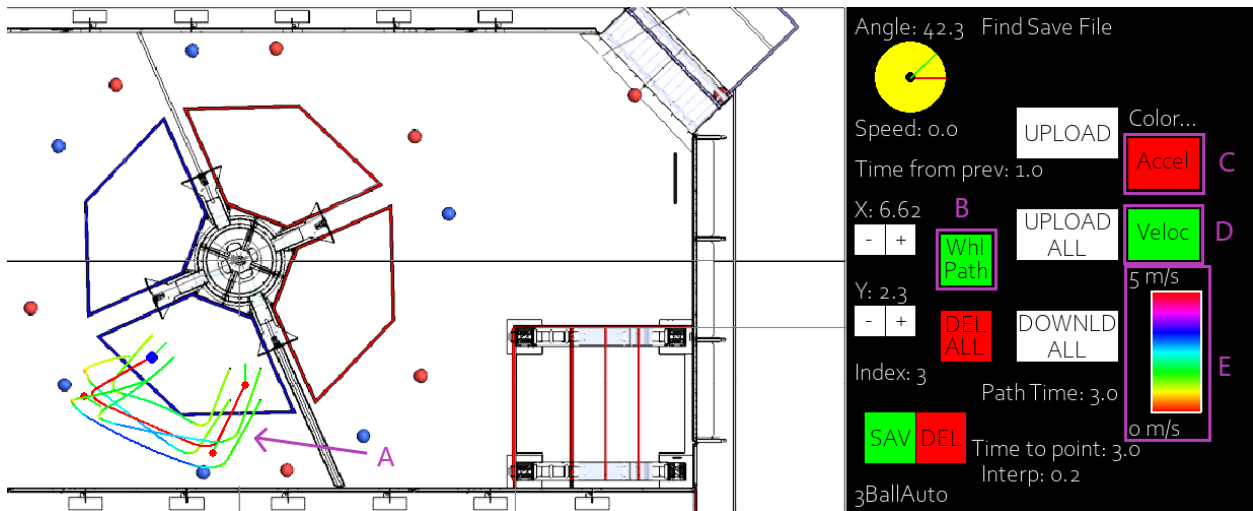 Angle: 42.3 Find Save File
Speed: 0.0
UPLOAD
Color...
Accel
C
Time from prev: 1.0
X: 6.62
B
- +
Whl
Path
UPLOAD
ALL
Veloc
D
5 m/s
Y: 2.3
- +
DEL
ALL
DOWNLD
ALL
E
Index: 3
Path Time: 3.0
0 m/s
SAV DEL
Time to point: 3.0
Interp: 0.2
3BallAuto
A